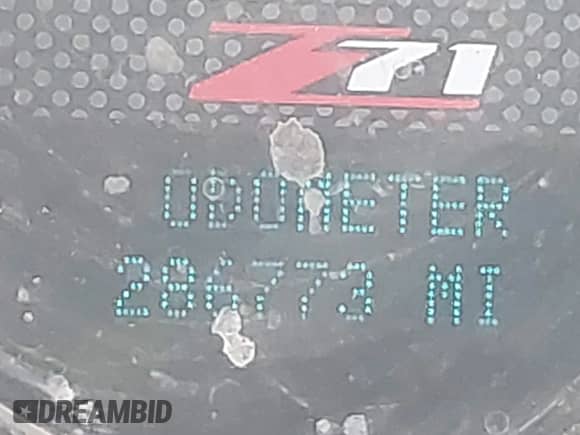 Z71
ODOMETER
286773 MI
DREAMBID